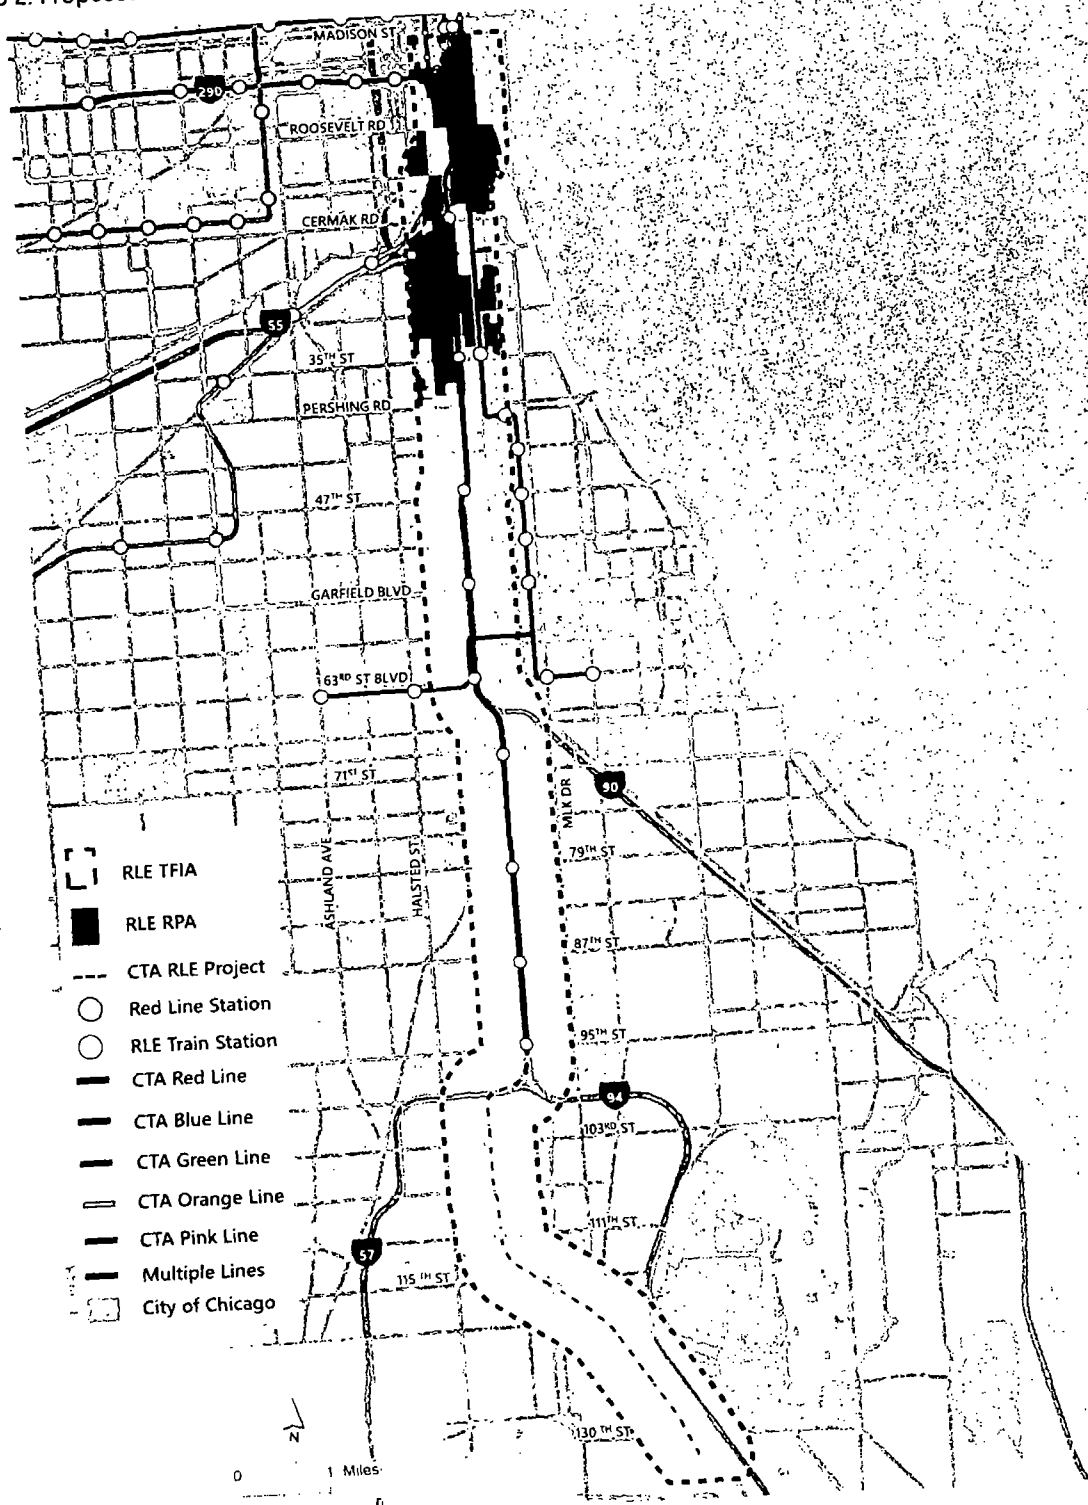 MADISON ST
290
ROOSEVELT RD
CERMAK RD
55
35TH ST
PERSHING RD
47TH ST
GARFIELD BLVD
63RD ST BLVD
71ST ST
90
MLK DR
79TH ST
ASHLAND AVE
HALSTED ST
87TH ST
95TH ST
94
103RD ST
111TH ST
57
115TH ST
130TH ST
RLE TFIA
RLE RPA
CTA RLE Project
Red Line Station
RLE Train Station
CTA Red Line
CTA Blue Line
CTA Green Line
CTA Orange Line
CTA Pink Line
Multiple Lines
City of Chicago
N
0 1 Miles